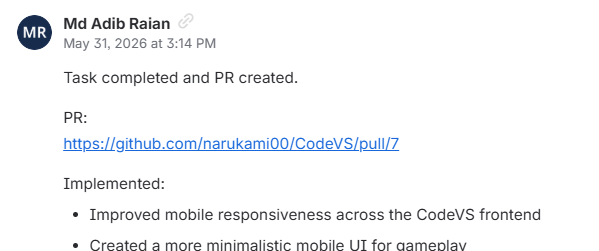 MR
Md Adib Raian
May 31, 2026 at 3:14 PM
Task completed and PR created.
PR:
https://github.com/narukami00/CodeVS/pull/7
Implemented:
• Improved mobile responsiveness across the CodeVS frontend
• Created a more minimalistic mobile UI for gameplay